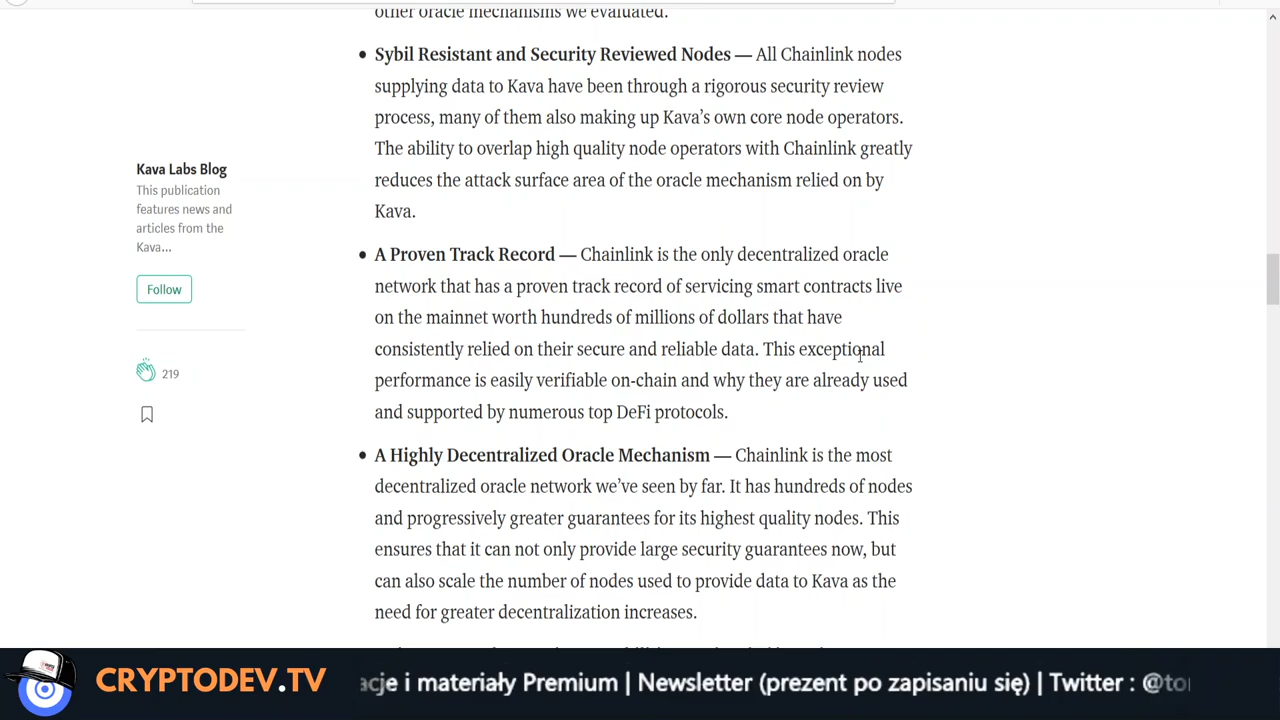 other oracle mechanisms we evaluated.
• Sybil Resistant and Security Reviewed Nodes — All Chainlink nodes
supplying data to Kava have been through a rigorous security review
process, many of them also making up Kava’s own core node operators.
The ability to overlap high quality node operators with Chainlink greatly
reduces the attack surface area of the oracle mechanism relied on by
Kava.
Kava Labs Blog
This publication
features news and
articles from the
Kava...
Follow
219
• A Proven Track Record — Chainlink is the only decentralized oracle
network that has a proven track record of servicing smart contracts live
on the mainnet worth hundreds of millions of dollars that have
consistently relied on their secure and reliable data. This exceptional
performance is easily verifiable on-chain and why they are already used
and supported by numerous top DeFi protocols.
• A Highly Decentralized Oracle Mechanism — Chainlink is the most
decentralized oracle network we’ve seen by far. It has hundreds of nodes
and progressively greater guarantees for its highest quality nodes. This
ensures that it can not only provide large security guarantees now, but
can also scale the number of nodes used to provide data to Kava as the
need for greater decentralization increases.
CRYPTODEV.TV
acje i materiały Premium | Newsletter (prezent po zapisaniu się) | Twitter : @to